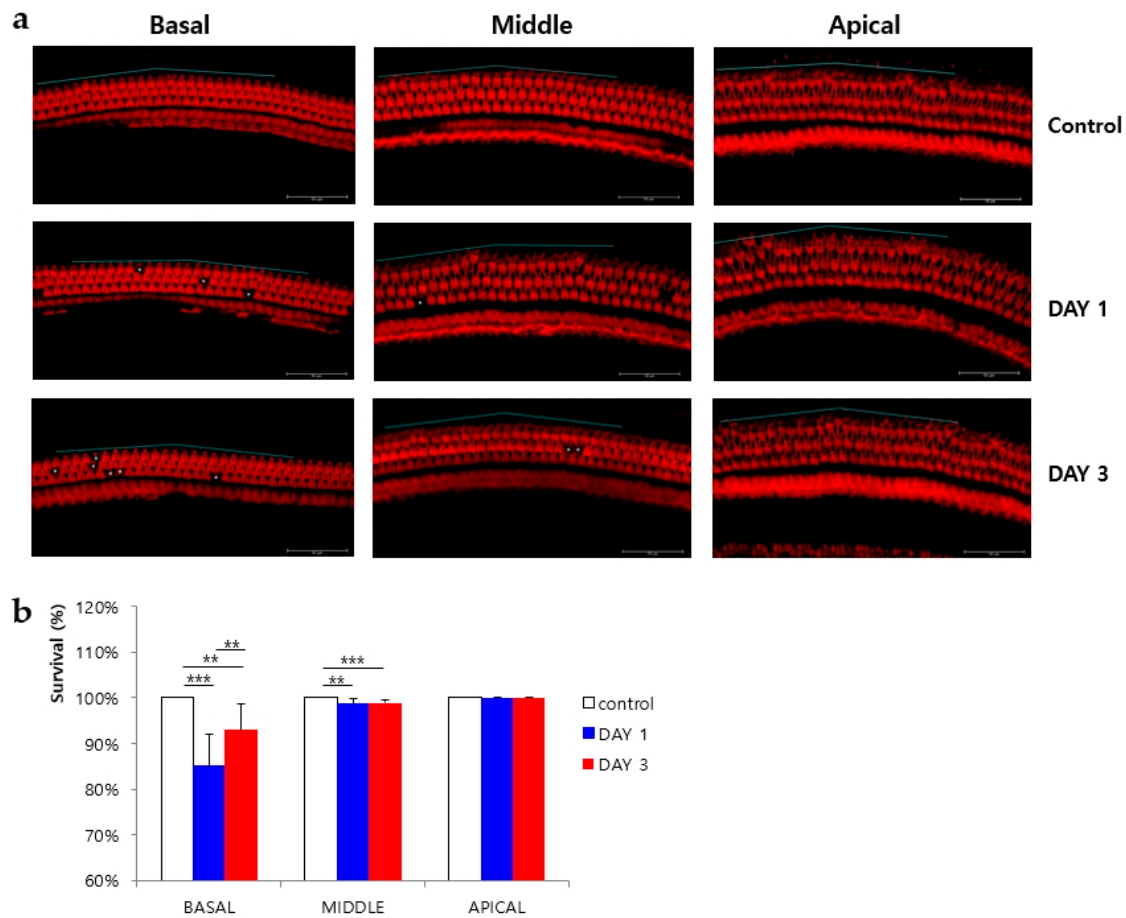 a
Basal Middle Apical
Control
DAY 1
DAY 3
b
Survival (%)
120%
110%
100%
90%
80%
70%
60%
** 
**
***
***
**
control
DAY 1
DAY 3
BASAL MIDDLE APICAL